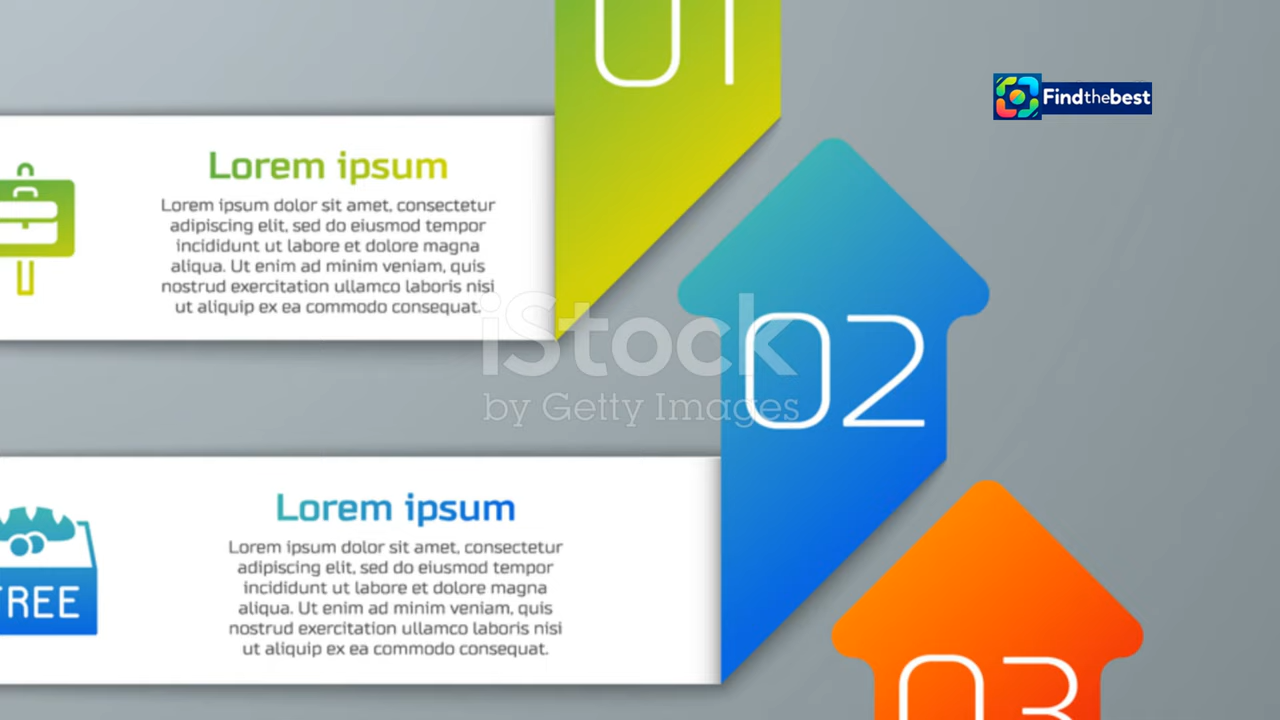 01
Findthebest
Lorem ipsum
Lorem ipsum dolor sit amet, consectetur
adipiscing elit, sed do eiusmod tempor
incididunt ut labore et dolore magna
aliqua. Ut enim ad minim veniam, quis
nostrud exercitation ullamco laboris nisi
ut aliquip ex ea commodo consequat.
iStock
by Getty Images
02
Lorem ipsum
Lorem ipsum dolor sit amet, consectetur
adipiscing elit, sed do eiusmod tempor
incididunt ut labore et dolore magna
aliqua. Ut enim ad minim veniam, quis
nostrud exercitation ullamco laboris nisi
ut aliquip ex ea commodo consequat.
FREE
03